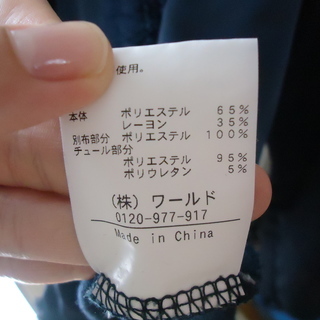 使用。
本体 ポリエステル 65%
レーヨン 35%
別布部分 ポリエステル 100%
チュール部分
ポリエステル 95%
ポリウレタン 5%
(株) ワールド
0120-977-917
Made in China